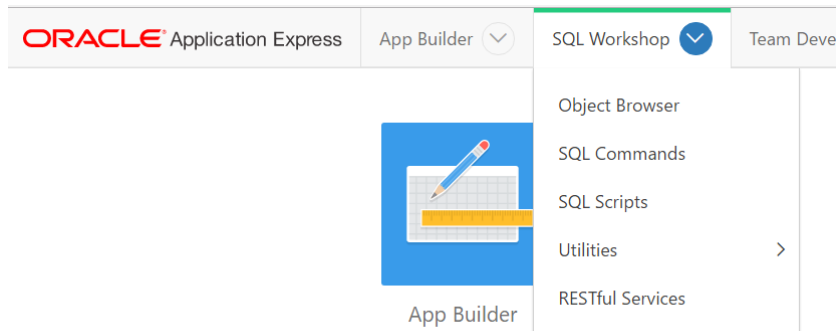 ORACLE Application Express
App Builder
SQL Workshop
Team Deve
Object Browser
SQL Commands
SQL Scripts
Utilities
RESTful Services
App Builder